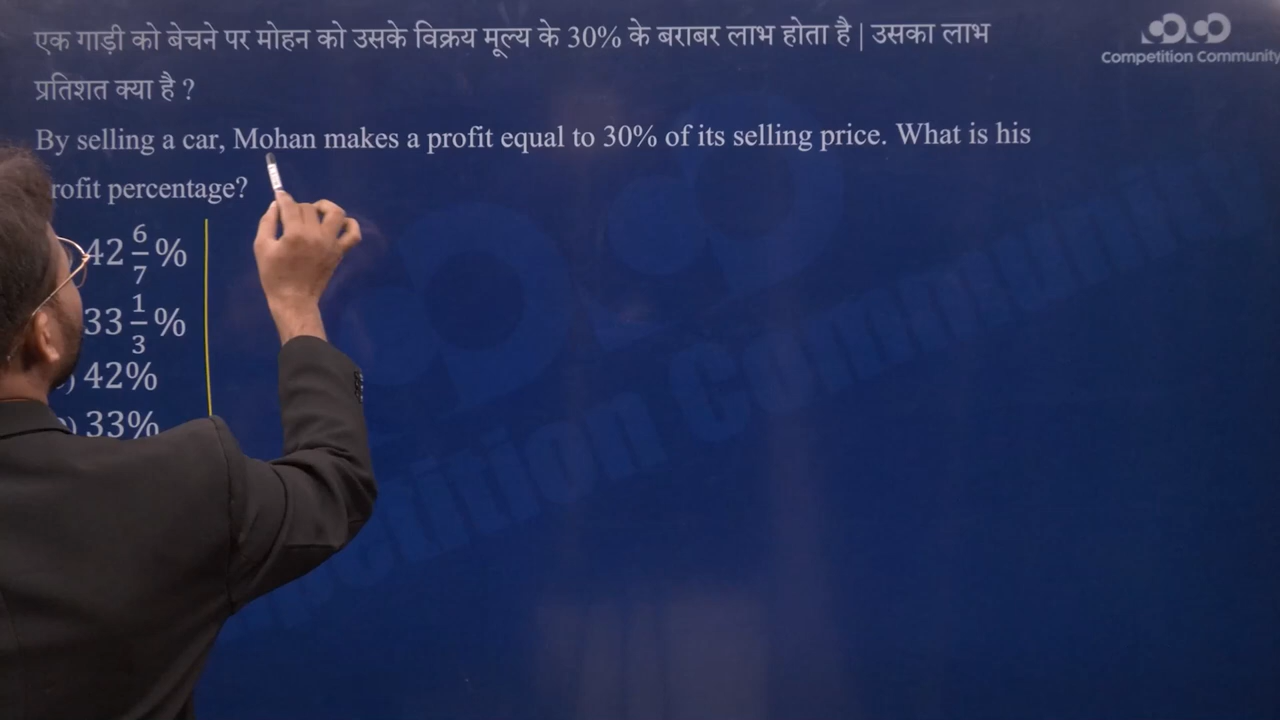 एक गाड़ी को बेचने पर मोहन को उसके विक्रय मूल्य के 30% के बराबर लाभ होता है | उसका लाभ
प्रतिशत क्या है ?
By selling a car, Mohan makes a profit equal to 30% of its selling price. What is his
rofit percentage?
42 6/7 %
33 1/3 %
) 42%
) 33%
Competition Community
etition Community